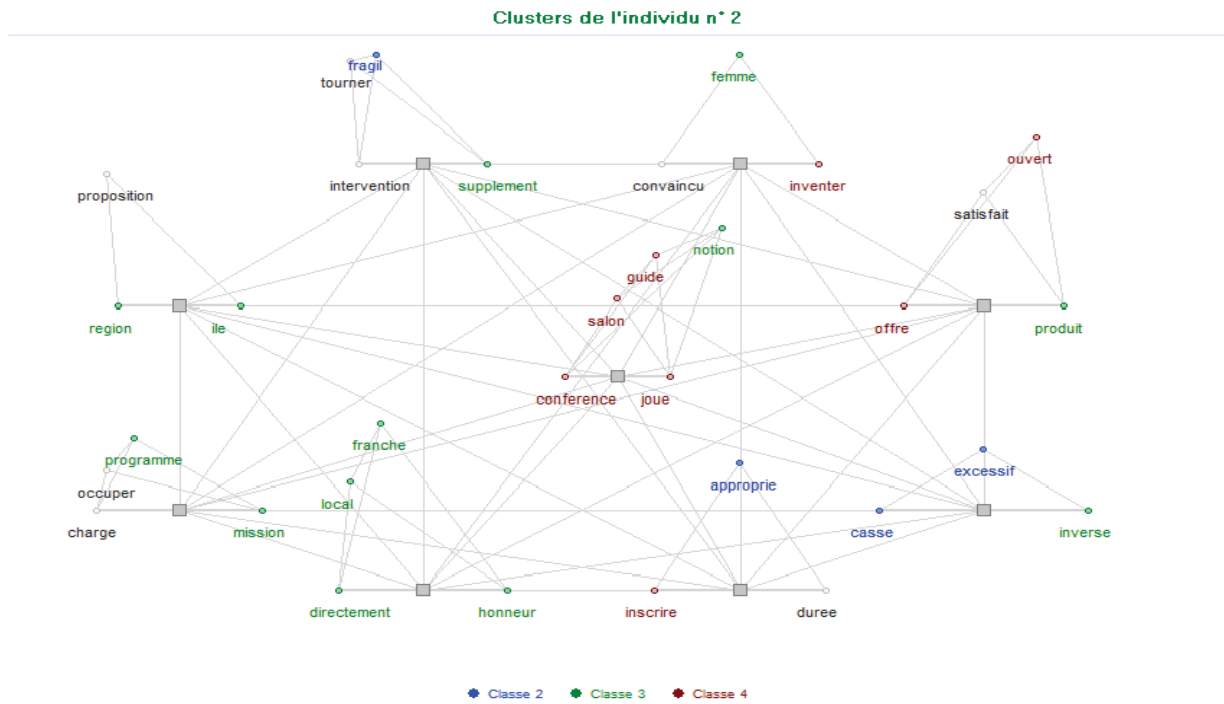 Clusters de l'individu n° 2
fragil
tourner
femme
ouvert
intervention
supplement
convaincu
inventer
proposition
satisfait
notion
guide
salon
region
ile
offre
produit
conference
joue
franche
programme
excessif
approprie
occuper
local
charge
mission
casse
inverse
directement
honneur
inscrire
duree
Classe 2
Classe 3
Classe 4